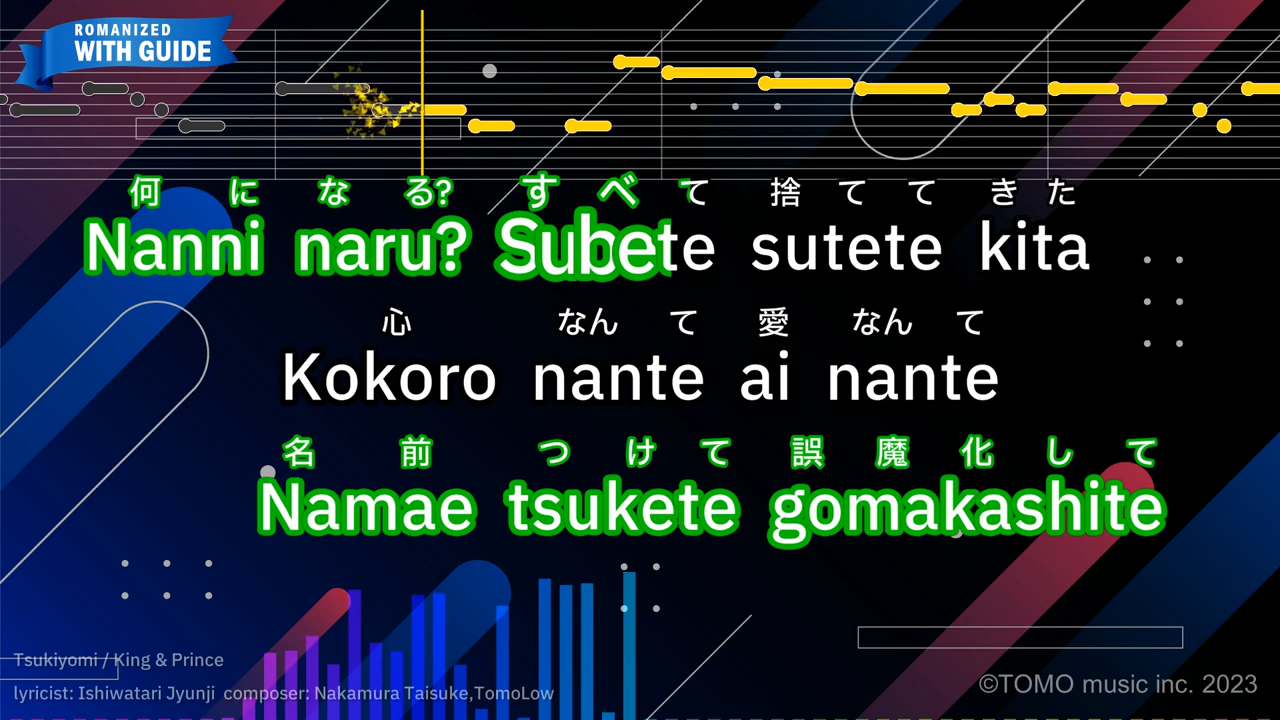 ROMANIZED
WITH GUIDE
何 に な る? す べ て 捨 て て き た
Nanni naru? Subete sutete kita
心 なん て 愛 なん て
Kokoro nante ai nante
名 前 つ け て 誤 魔 化 し て
Namae tsukete gomakashite
Tsukiyomi / King & Prince
lyricist: Ishiwatari Jyunji composer: Nakamura Taisuke,TomoLow
©TOMO music inc. 2023